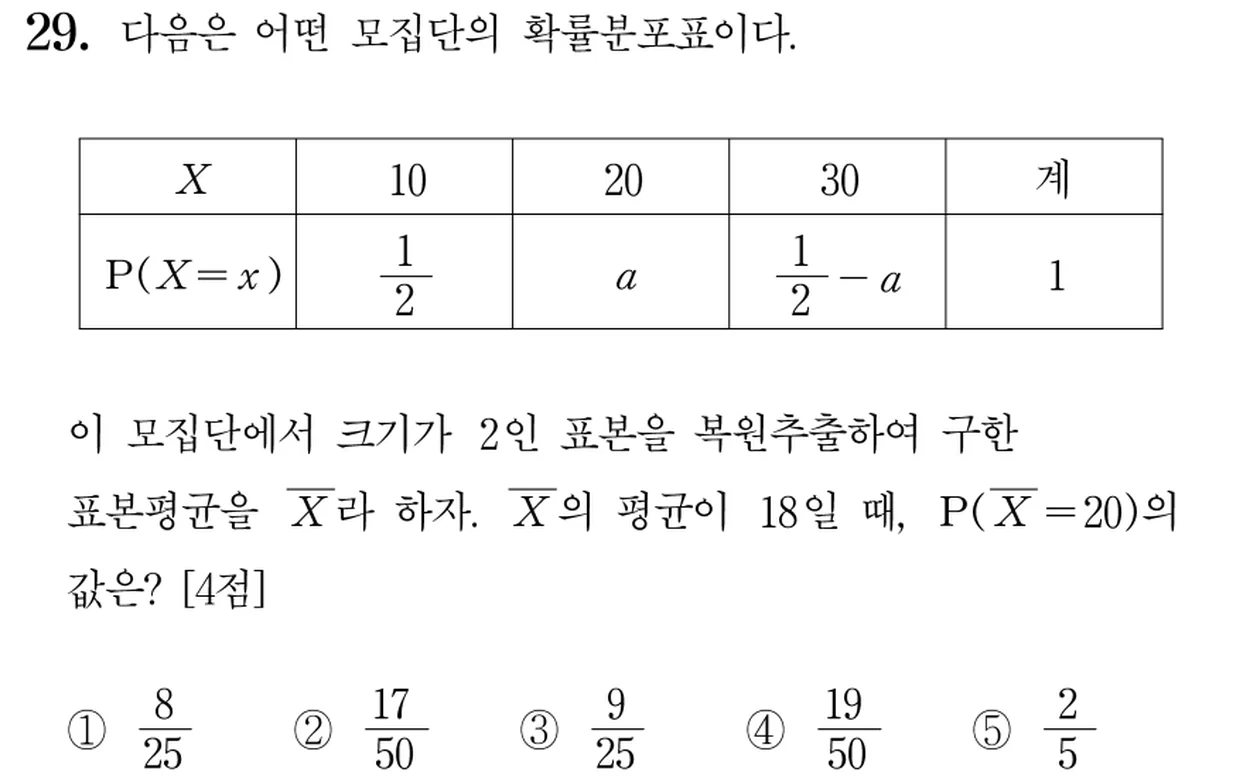 29. 다음은 어떤 모집단의 확률분포표이다.
X 10 20 30 계
P(X=x) 1/2 a 1/2 - a 1
이 모집단에서 크기가 2인 표본을 복원추출하여 구한
표본평균을 X̄라 하자. X̄의 평균이 18일 때, P(X̄=20)의
값은? [4점]
① 8/25 ② 17/50 ③ 9/25 ④ 19/50 ⑤ 2/5